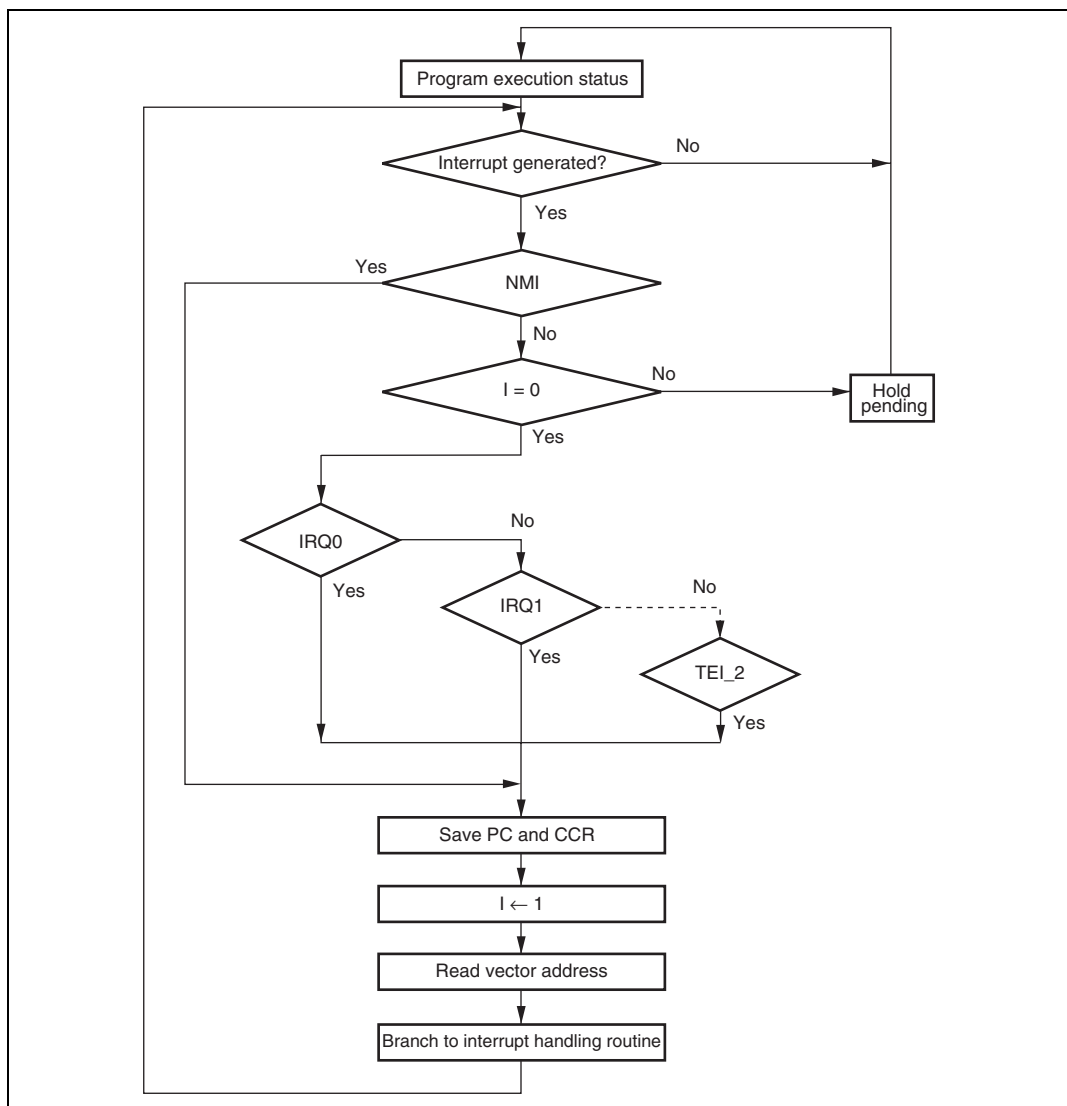 Program execution status
Interrupt generated?
No
Yes
Yes
NMI
No
I = 0
No
Hold
pending
Yes
IRQ0
No
Yes
IRQ1
No
Yes
TEI_2
Yes
Save PC and CCR
I ← 1
Read vector address
Branch to interrupt handling routine